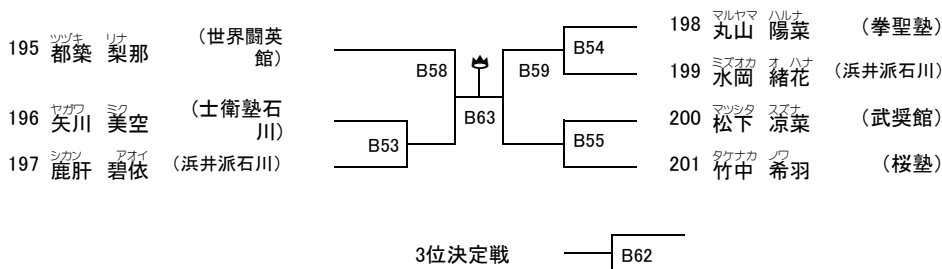 ツヅキ リナ
195 都築 梨那 (世界闘英館)
ヤガワ ミク
196 矢川 美空 (士衛塾石川)
シカン アオイ
197 鹿肝 碧依 (浜井派石川)
B58
B53
B63
B59
B54
B55
マルヤマ ハルナ
198 丸山 陽菜 (拳聖塾)
ミズオカ オ ハナ
199 水岡 緒花 (浜井派石川)
マツシタ スズナ
200 松下 凉菜 (武奨館)
タケナカ ノワ
201 竹中 希羽 (桜塾)
3位決定戦
B62